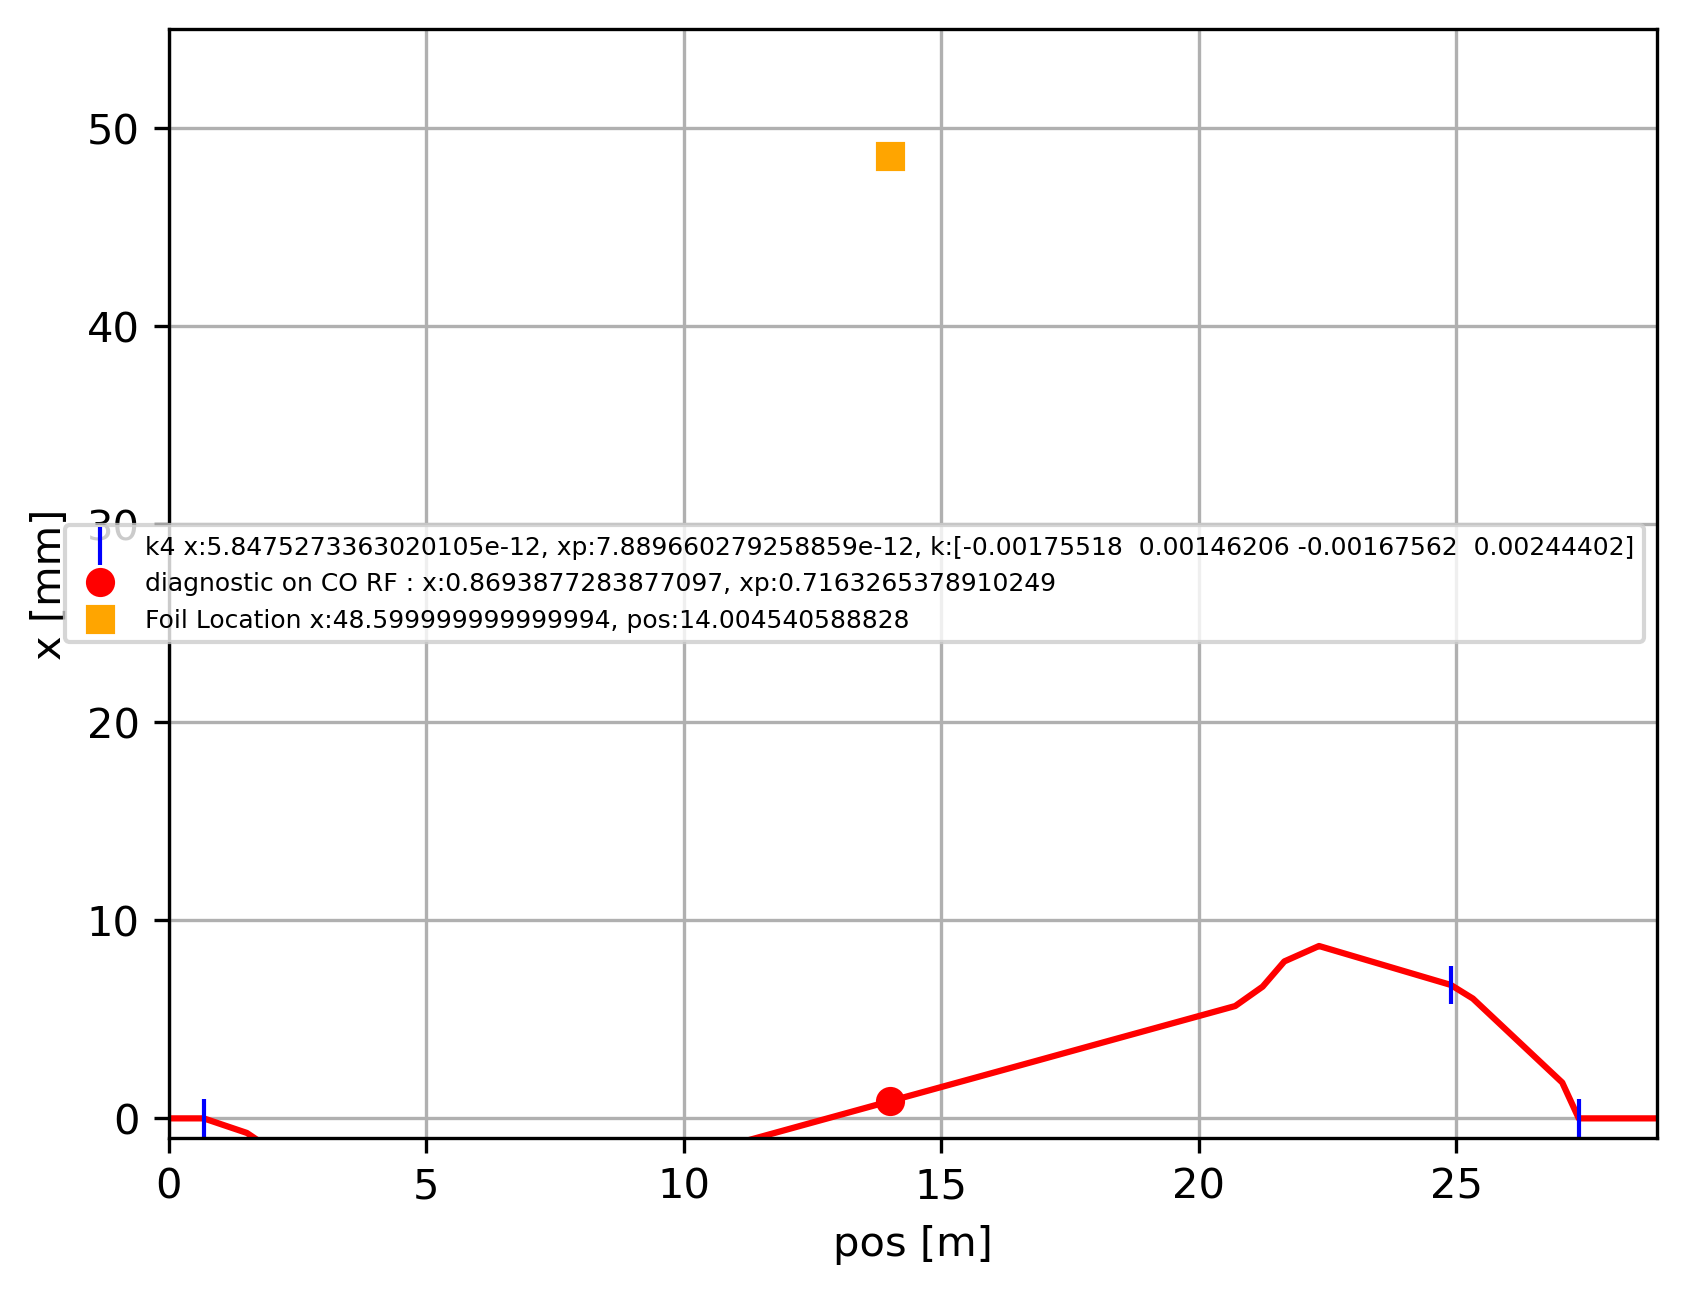 50
40
30
k4 x:5.8475273363020105e-12, xp:7.889660279258859e-12, k:[-0.00175518 0.00146206 -0.00167562 0.00244402]
diagnostic on CO RF : x:0.8693877283877097, xp:0.7163265378910249
Foil Location x:48.599999999999994, pos:14.004540588828
x [mm]
20
10
0
0 5 10 15 20 25
pos [m]